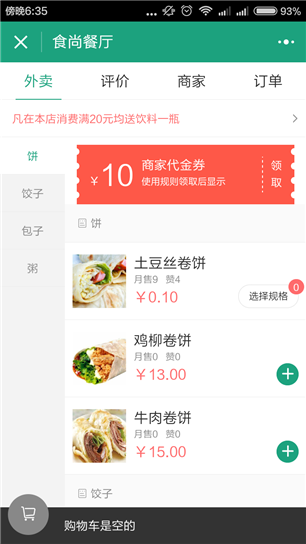 傍晚6:35
93%
食尚餐厅
外卖 评价 商家 订单
凡在本店消费满20元均送饮料一瓶
饼
饺子
包子
粥
¥10 商家代金券
使用规则领取后显示
领取
饼
土豆丝卷饼
月售9 赞4
¥0.10
选择规格
0
鸡柳卷饼
月售0 赞0
¥13.00
牛肉卷饼
月售0 赞0
¥15.00
饺子
购物车是空的